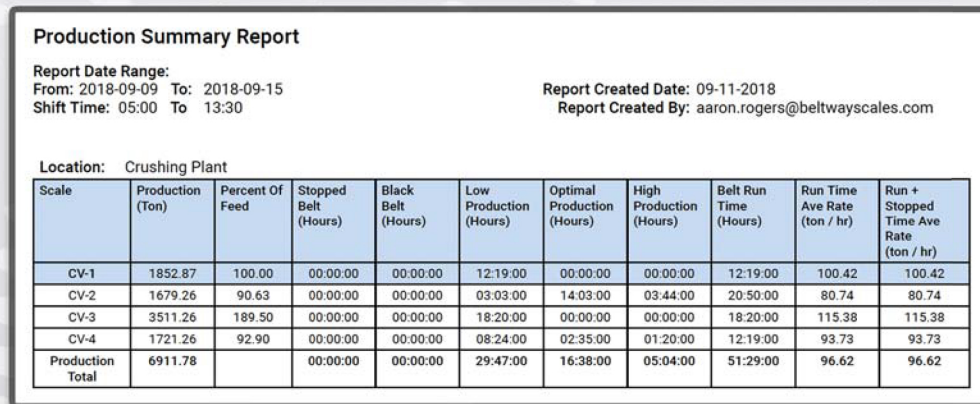 Production Summary Report
Report Date Range:
From: 2018-09-09 To: 2018-09-15
Shift Time: 05:00 To 13:30
Report Created Date: 09-11-2018
Report Created By: aaron.rogers@beltwayscales.com
Location: Crushing Plant
Scale Production (Ton) Percent Of Feed Stopped Belt (Hours) Black Belt (Hours) Low Production (Hours) Optimal Production (Hours) High Production (Hours) Belt Run Time (Hours) Run Time Ave Rate (ton / hr) Run + Stopped Time Ave Rate (ton / hr)
CV-1 1852.87 100.00 00:00:00 00:00:00 12:19:00 00:00:00 00:00:00 12:19:00 100.42 100.42
CV-2 1679.26 90.63 00:00:00 00:00:00 03:03:00 14:03:00 03:44:00 20:50:00 80.74 80.74
CV-3 3511.26 189.50 00:00:00 00:00:00 18:20:00 00:00:00 00:00:00 18:20:00 115.38 115.38
CV-4 1721.26 92.90 00:00:00 00:00:00 08:24:00 02:35:00 01:20:00 12:19:00 93.73 93.73
Production Total 6911.78 00:00:00 00:00:00 29:47:00 16:38:00 05:04:00 51:29:00 96.62 96.62